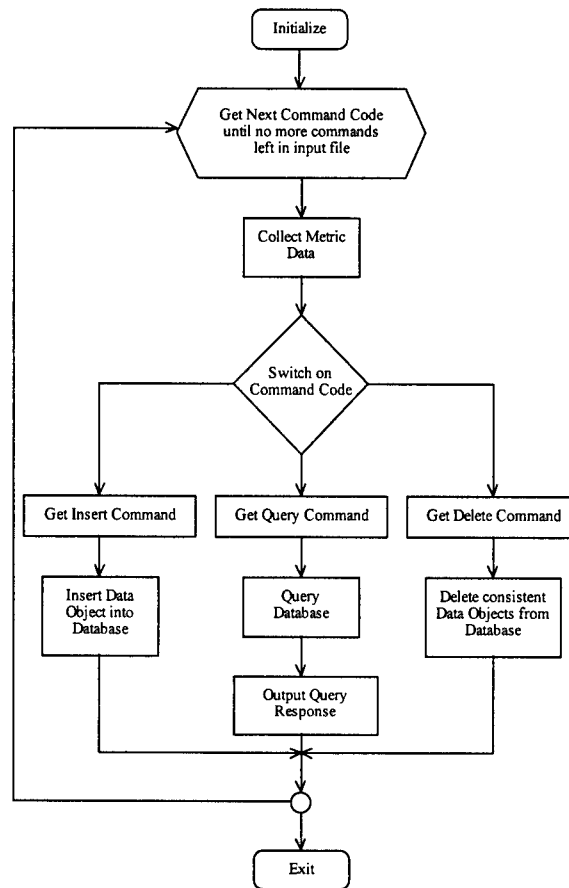 Initialize
Get Next Command Code
until no more commands
left in input file
Collect Metric
Data
Switch on
Command Code
Get Insert Command
Get Query Command
Get Delete Command
Insert Data
Object into
Database
Query
Database
Delete consistent
Data Objects from
Database
Output Query
Response
Exit